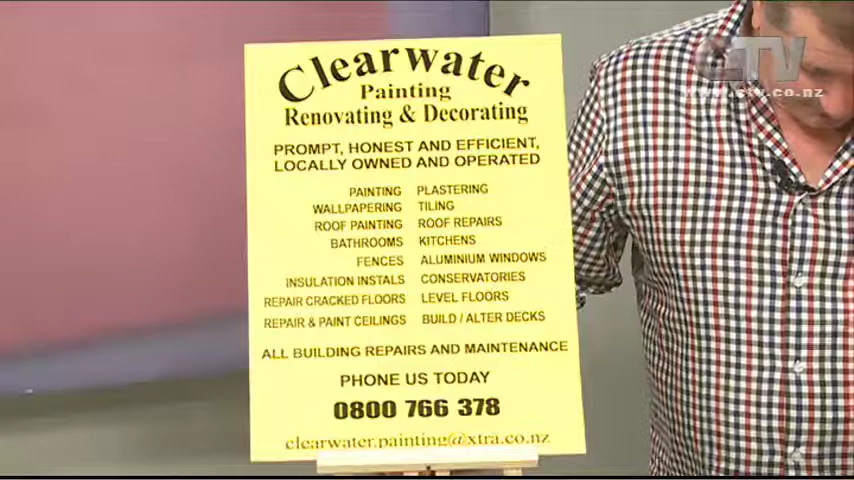 Clearwater
Painting
Renovating & Decorating
PROMPT, HONEST AND EFFICIENT,
LOCALLY OWNED AND OPERATED
PAINTING PLASTERING
WALLPAPERING TILING
ROOF PAINTING ROOF REPAIRS
BATHROOMS KITCHENS
FENCES ALUMINIUM WINDOWS
INSULATION INSTALS CONSERVATORIES
REPAIR CRACKED FLOORS LEVEL FLOORS
REPAIR & PAINT CEILINGS BUILD / ALTER DECKS
ALL BUILDING REPAIRS AND MAINTENANCE
PHONE US TODAY
0800 766 378
clearwater.painting@xtra.co.nz
CTV
www.ctv.co.nz